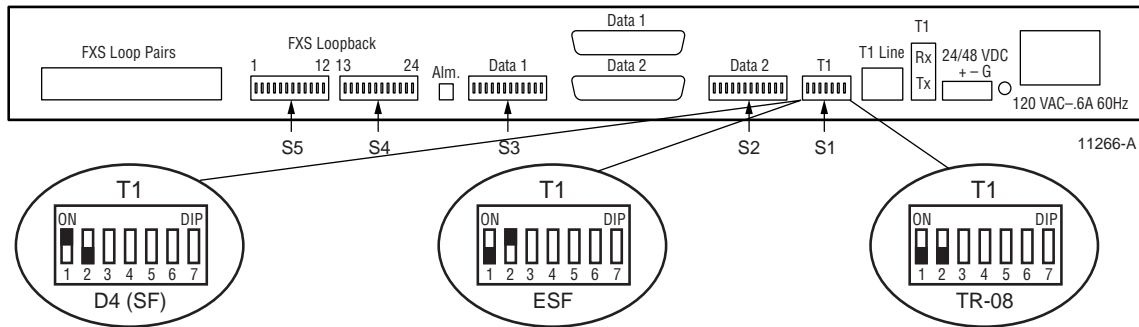 Data 1
T1
FXS Loop Pairs
FXS Loopback
1 12 13 24
Alm.
Data 1
Data 2
Data 2
T1
T1 Line
Rx
Tx
24/48 VDC
+ – G
120 VAC–.6A 60Hz
S5
S4
S3
S2
S1
11266-A
T1
ON DIP
1 2 3 4 5 6 7
D4 (SF)
T1
ON DIP
1 2 3 4 5 6 7
ESF
T1
ON DIP
1 2 3 4 5 6 7
TR-08